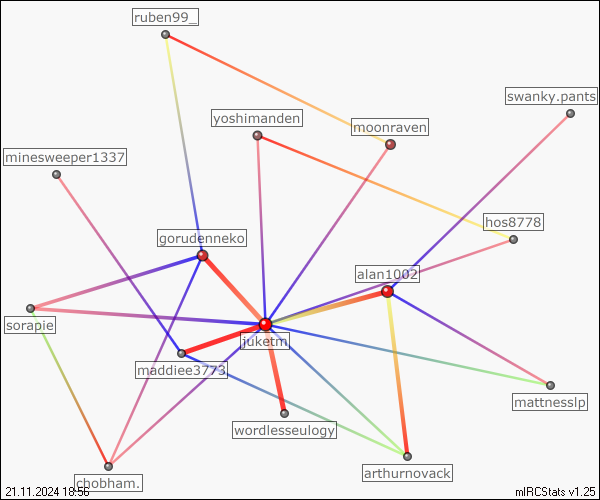 ruben99_
swanky.pants
yoshimanden
moonraven
minesweeper1337
hos8778
gorudenneko
alan1002
sorapie
juketm
maddiee3773
mattnesslp
wordlesseulogy
arthurnovack
chobham.
21.11.2024 18:56
mIRCStats v1.25